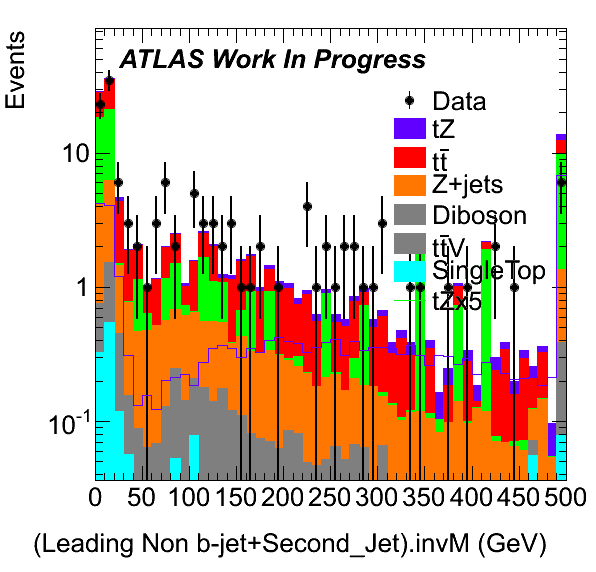 Events
ATLAS Work In Progress
Data
tZ
tt̄
Z+jets
Diboson
tt̄V
SingleTop
tZx5
10
1
10⁻¹
0 50 100 150 200 250 300 350 400 450 500
(Leading Non b-jet+Second_Jet).invM (GeV)